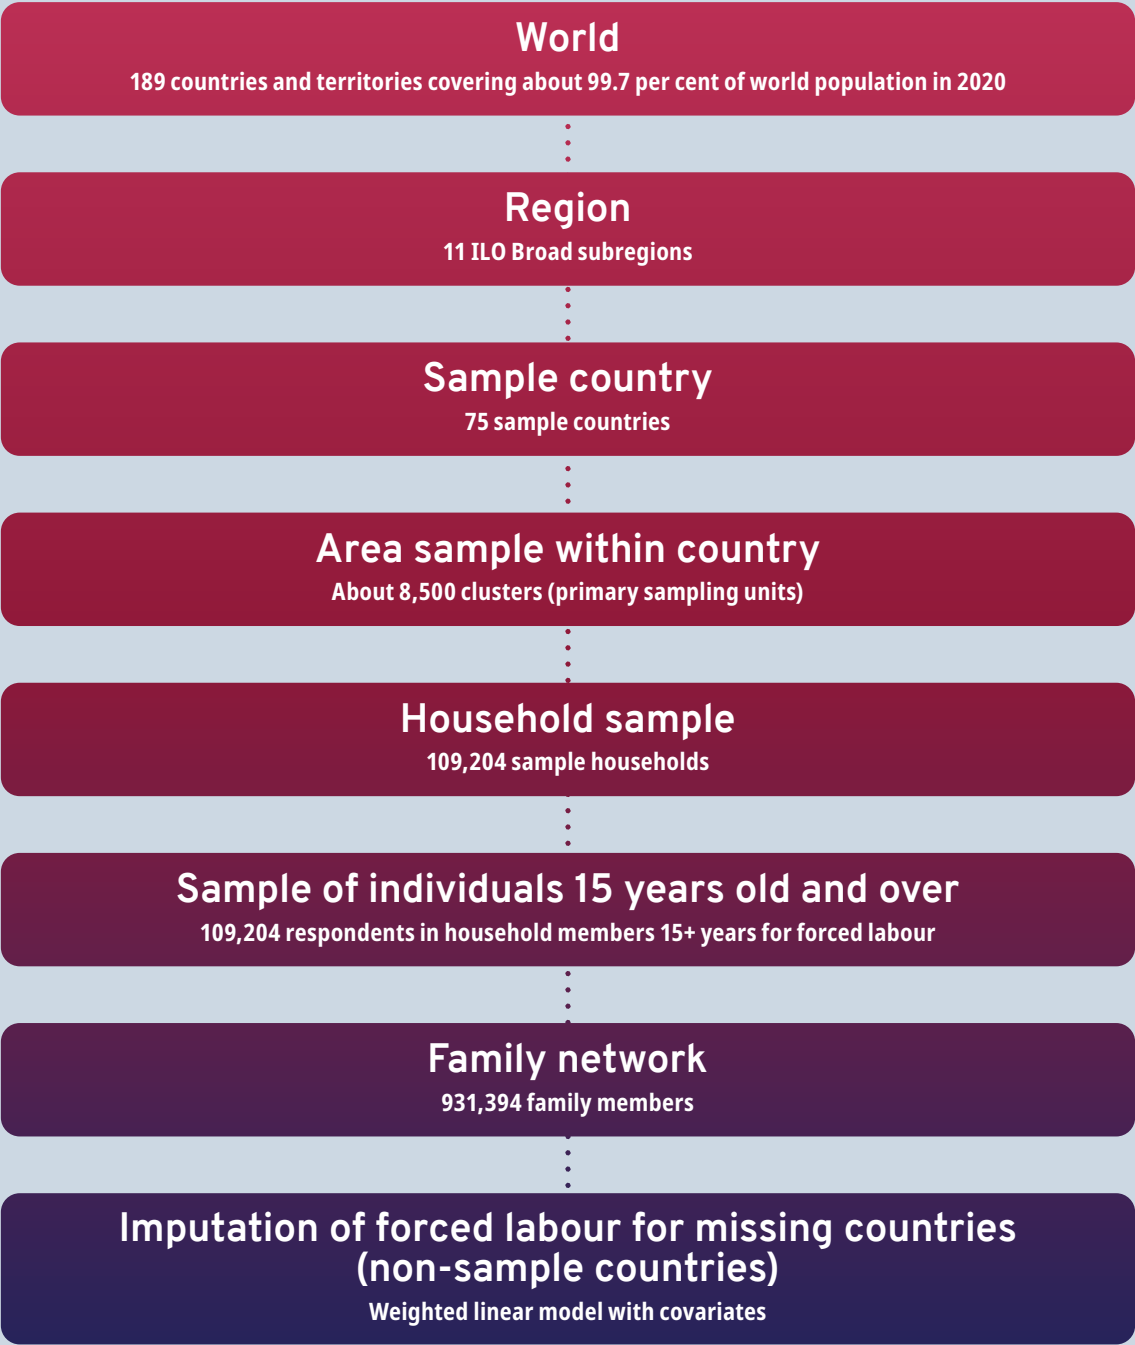 World
189 countries and territories covering about 99.7 per cent of world population in 2020
Region
11 ILO Broad subregions
Sample country
75 sample countries
Area sample within country
About 8,500 clusters (primary sampling units)
Household sample
109,204 sample households
Sample of individuals 15 years old and over
109,204 respondents in household members 15+ years for forced labour
Family network
931,394 family members
Imputation of forced labour for missing countries
(non-sample countries)
Weighted linear model with covariates